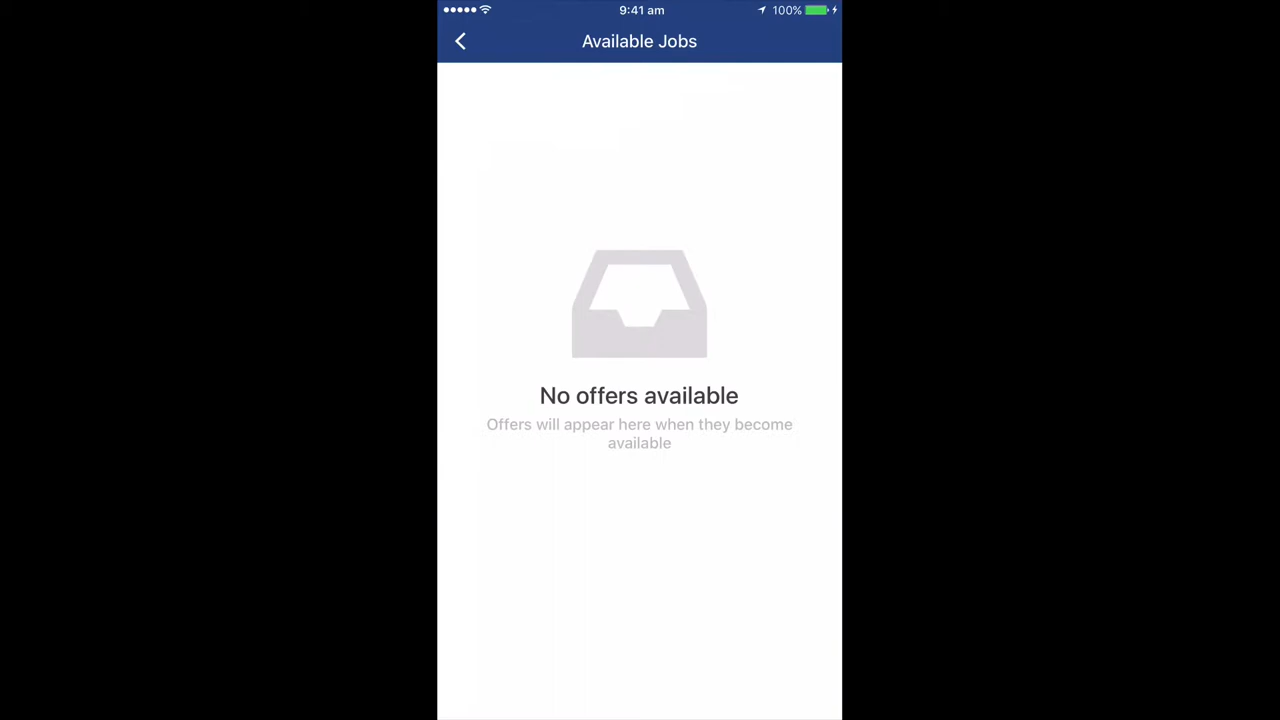 9:41 am
100%
Available Jobs
No offers available
Offers will appear here when they become
available